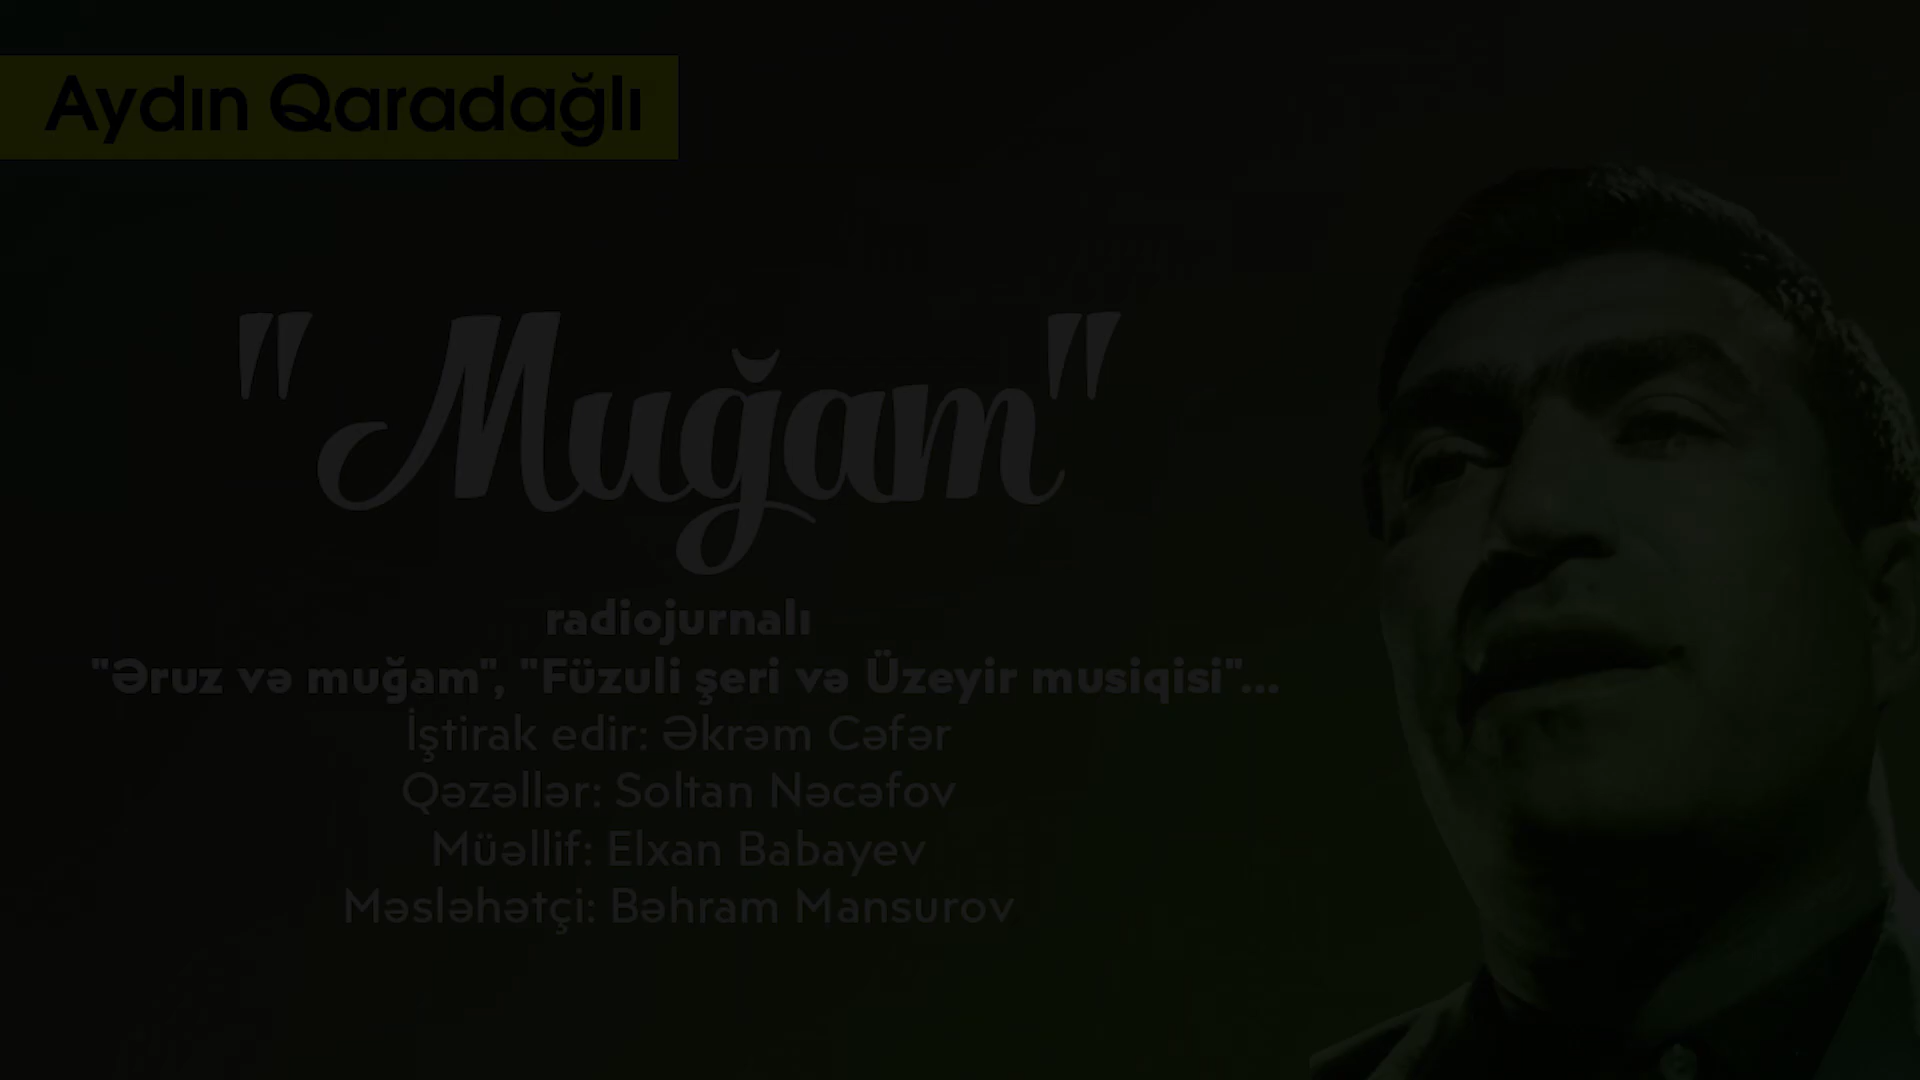 Aydın Qaradağlı
"Muğam"
radiojurnalı
"Əruz və muğam", "Füzuli şeri və Üzeyir musiqisi"...
İştirak edir: Əkrəm Cəfər
Qəzəllər: Soltan Nəcəfov
Müəllif: Elxan Babayev
Məsləhətçi: Bəhram Mansurov